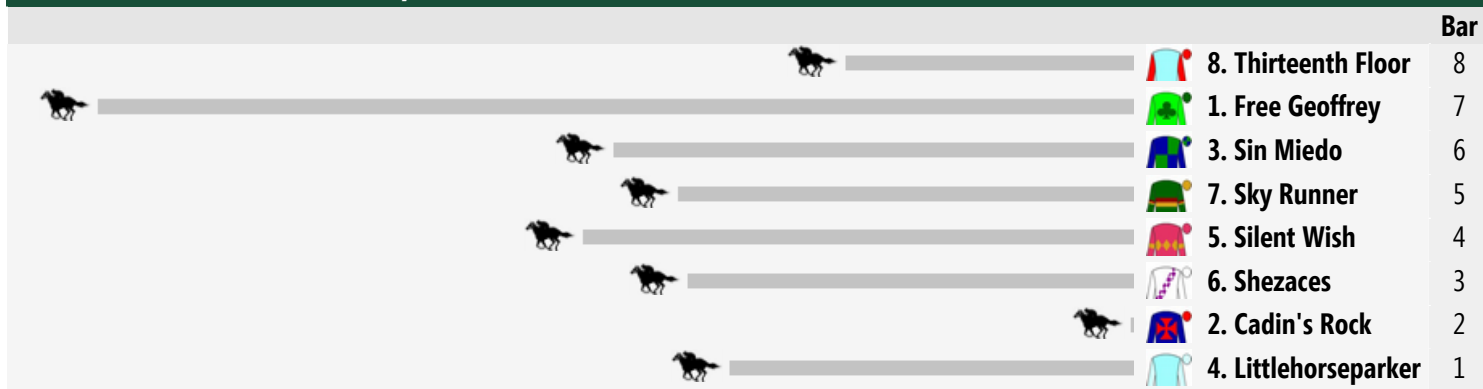 Bar
8. Thirteenth Floor 8
1. Free Geoffrey 7
3. Sin Miedo 6
7. Sky Runner 5
5. Silent Wish 4
6. Shezaces 3
2. Cadin's Rock 2
4. Littlehorseparker 1